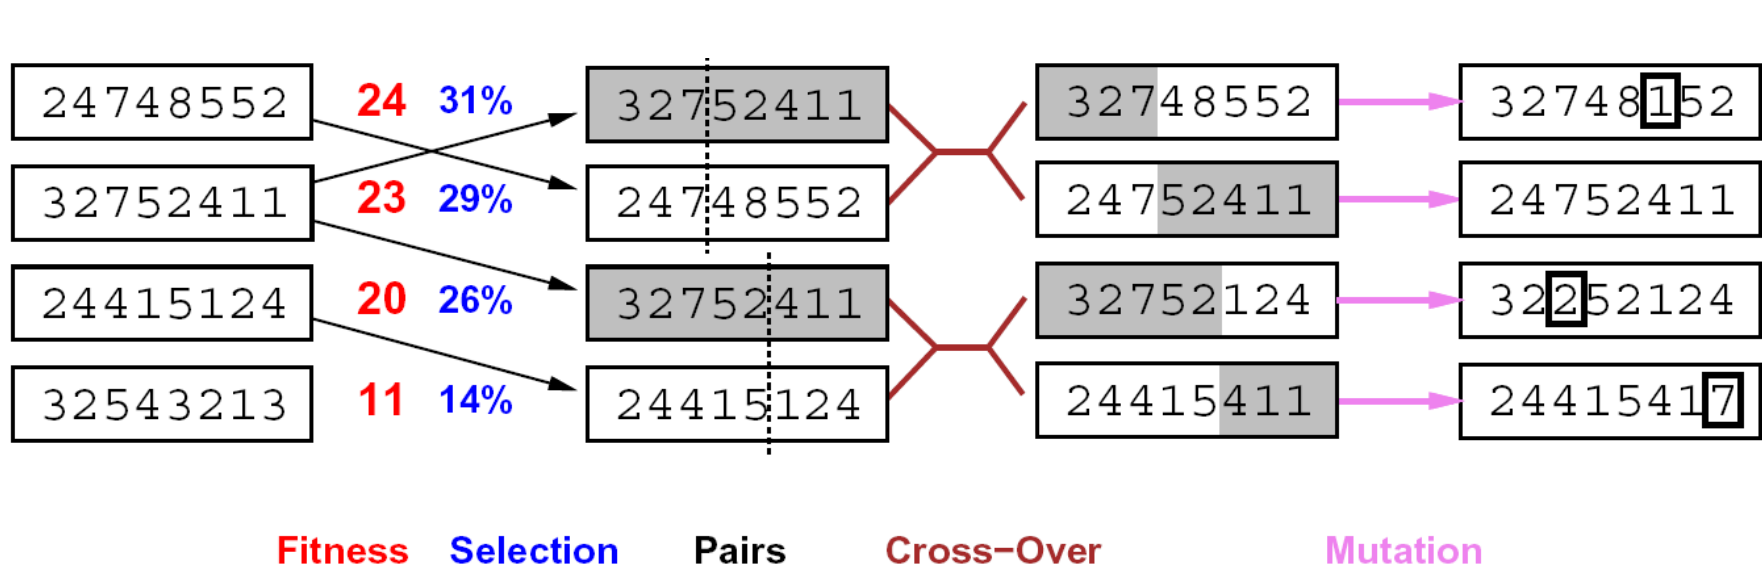 24748552 24 31% 32752411 32748552 32748152
32752411 23 29% 24748552 24752411 24752411
24415124 20 26% 32752411 32752124 32252124
32543213 11 14% 24415124 24415411 24415417
Fitness Selection Pairs Cross-Over Mutation